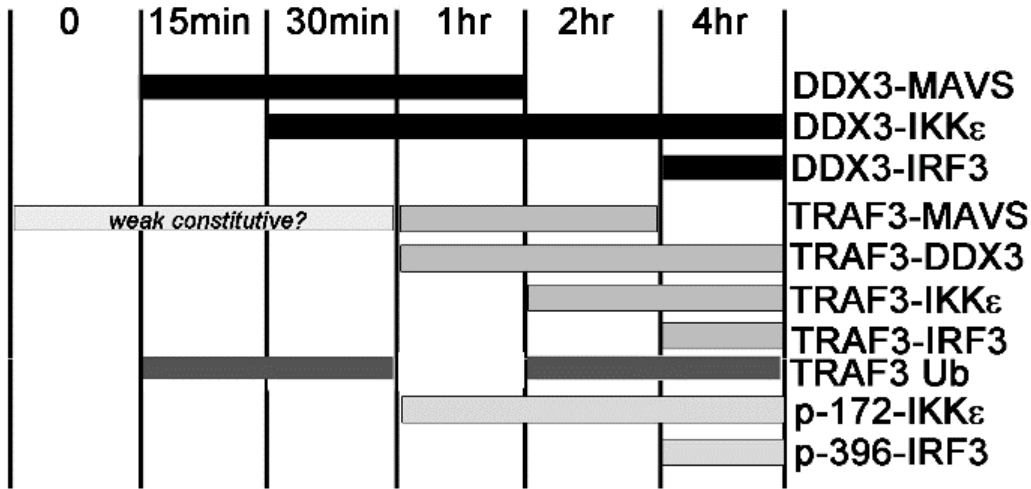 0 15min 30min 1hr 2hr 4hr
DDX3-MAVS
DDX3-IKKε
DDX3-IRF3
weak constitutive? TRAF3-MAVS
TRAF3-DDX3
TRAF3-IKKε
TRAF3-IRF3
TRAF3 Ub
p-172-IKKε
p-396-IRF3